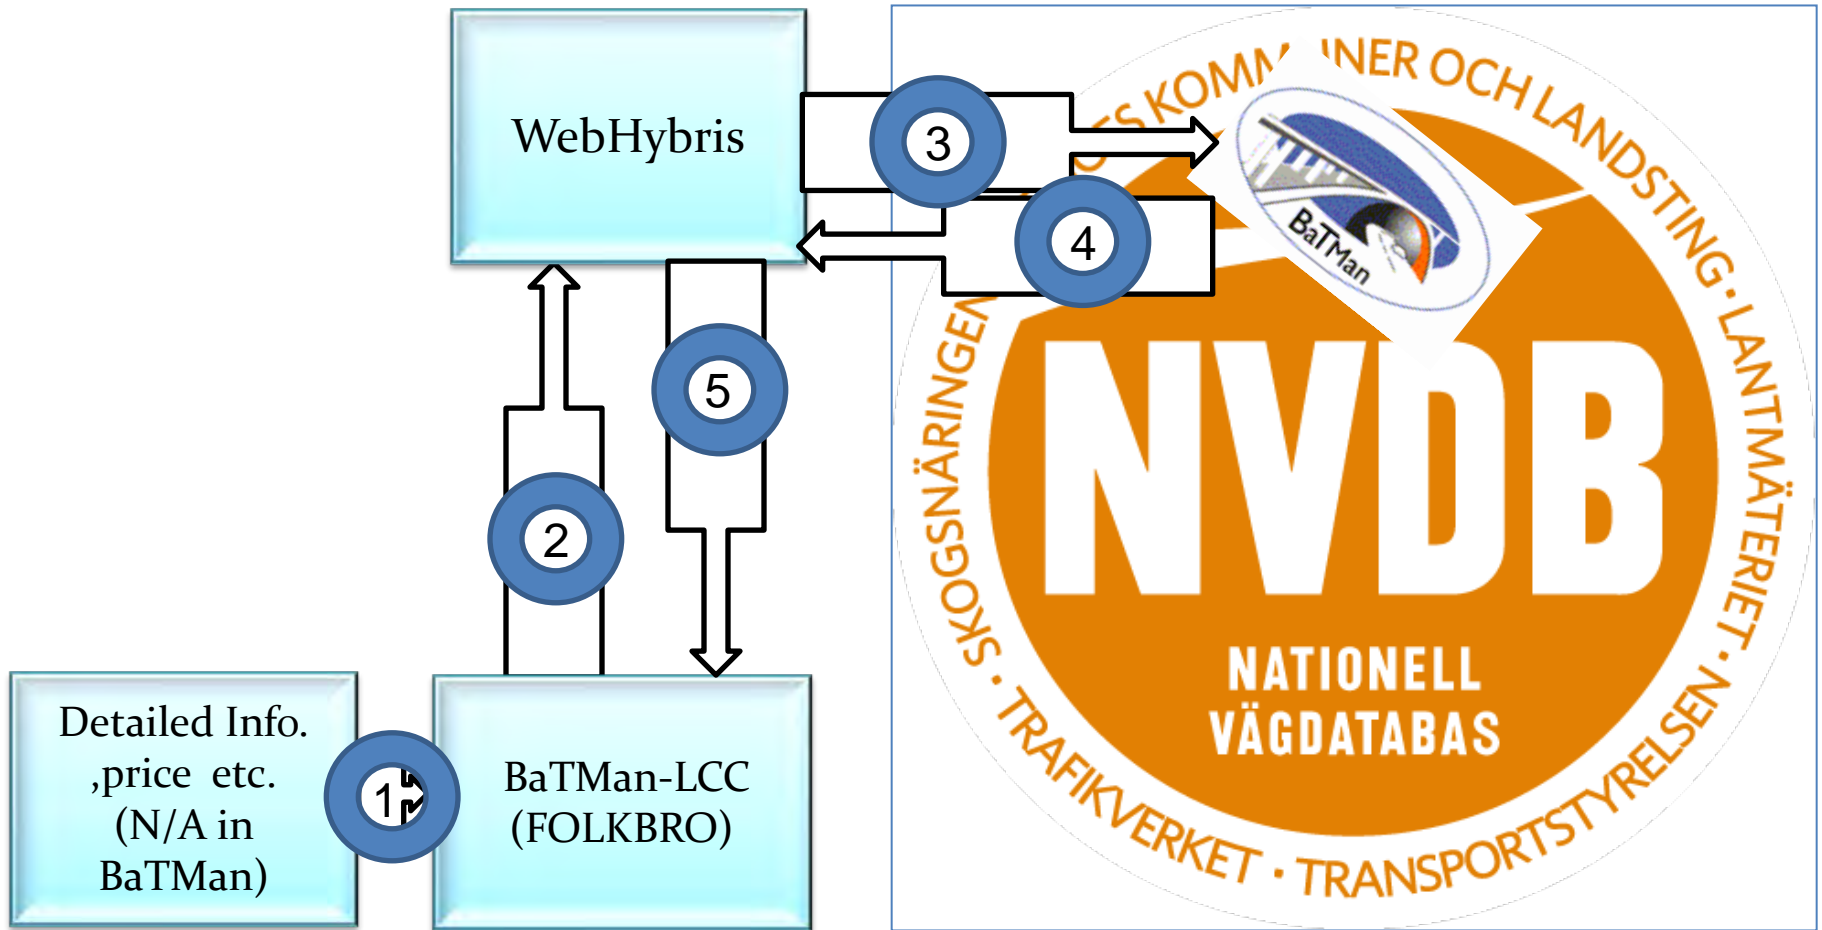 WebHybris
3
4
5
2
Detailed Info.
,price etc.
(N/A in
BaTMan)
1
BaTMan-LCC
(FOLKBRO)
BaTMan
NVDB
NATIONELL
VÄGDATABAS
SKOGSNÄRINGEN
KOMM
NER OCH LANDSTING · LANTMÄTERIET ·
TRANSPORTSTYRELSEN ·
TRAFIKVERKET ·